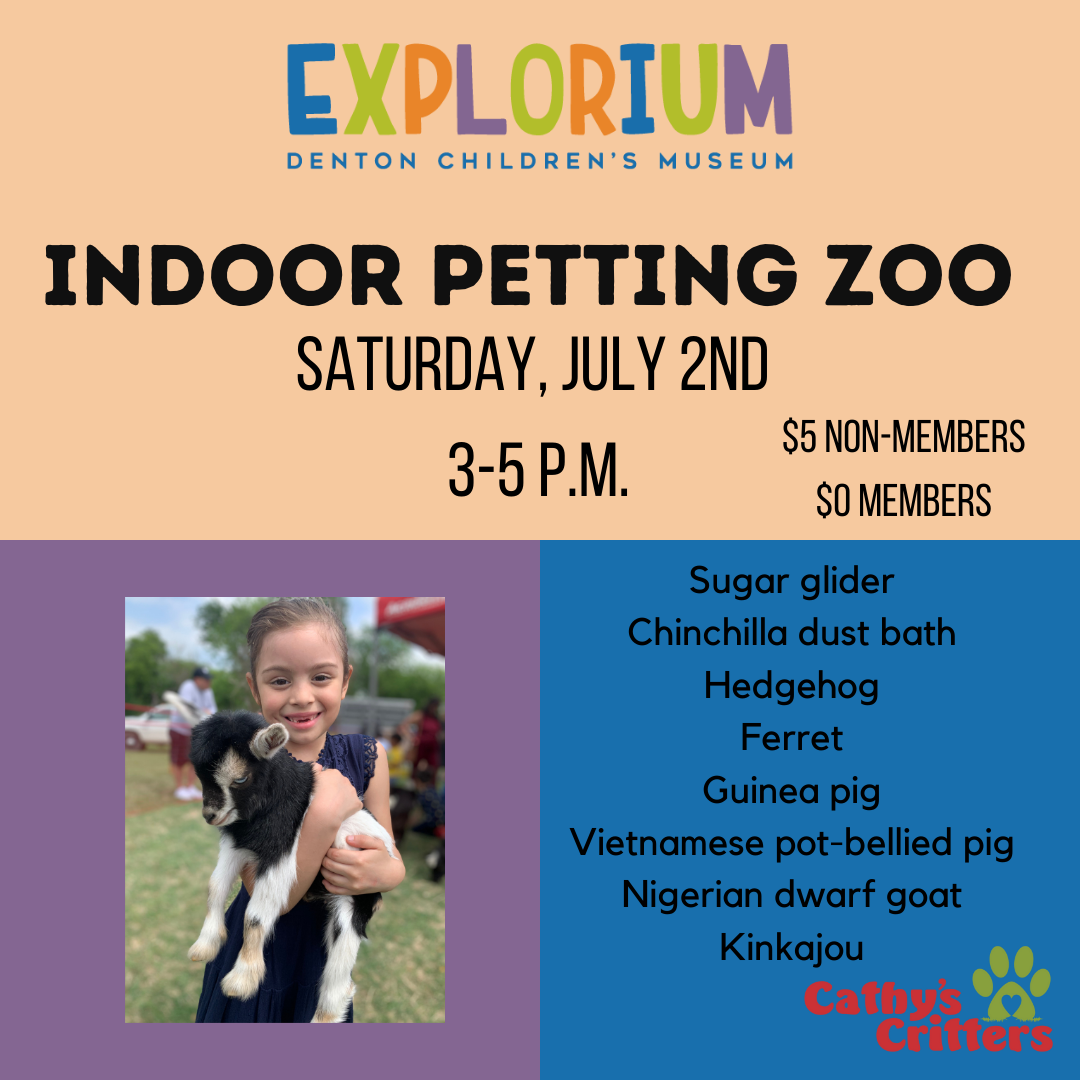 EXPLORIUM
DENTON CHILDREN'S MUSEUM
INDOOR PETTING ZOO
SATURDAY, JULY 2ND
3-5 P.M.
$5 NON-MEMBERS
$0 MEMBERS
Sugar glider
Chinchilla dust bath
Hedgehog
Ferret
Guinea pig
Vietnamese pot-bellied pig
Nigerian dwarf goat
Kinkajou
Cathy's
Critters